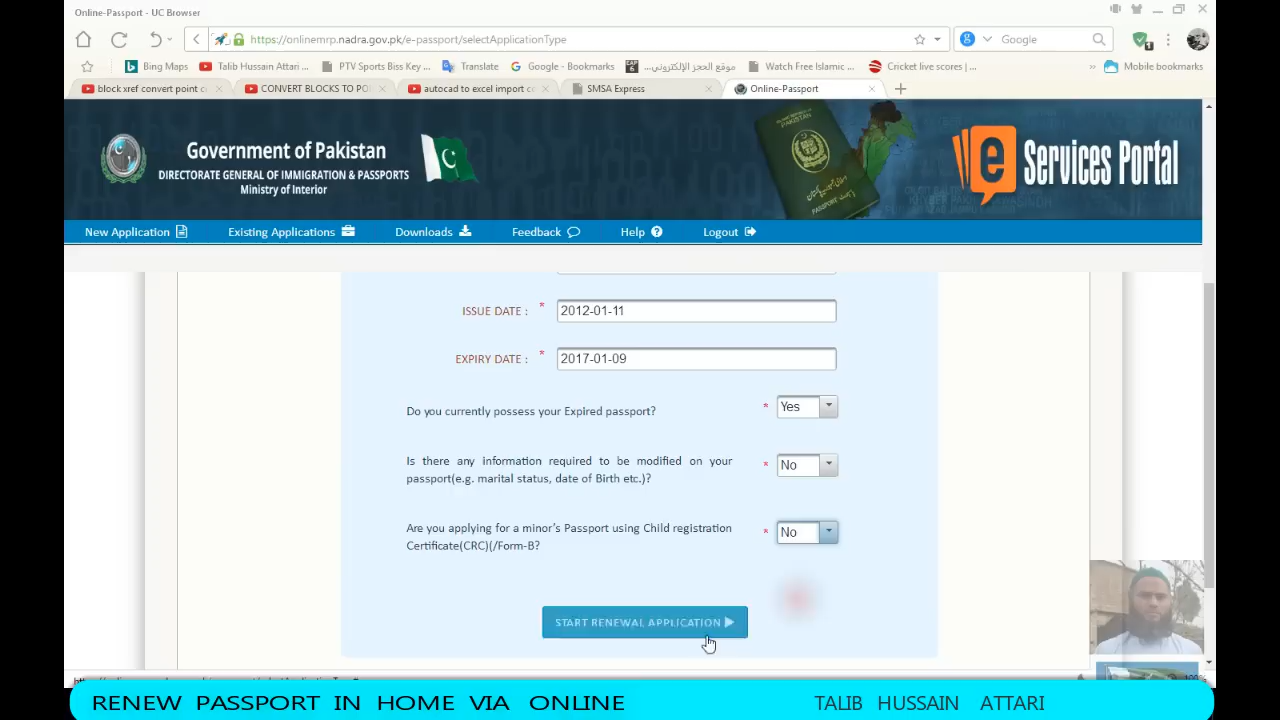 Online-Passport - UC Browser
https://onlinemrp.nadra.gov.pk/e-passport/selectApplicationType
Google
Bing Maps
Talib Hussain Attari ...
PTV Sports Biss Key ...
Translate
Google - Bookmarks
موقع الحجز الإلكتروني...
Watch Free Islamic ...
Cricket live scores | ...
»
Mobile bookmarks
block xref convert point c
CONVERT BLOCKS TO PO
autocad to excel import c
SMSA Express
Online-Passport
Government of Pakistan
DIRECTORATE GENERAL OF IMMIGRATION & PASSPORTS
Ministry of Interior
PASSPORT
e Services Portal
New Application
Existing Applications
Downloads
Feedback
Help
Logout
ISSUE DATE : * 2012-01-11
EXPIRY DATE : * 2017-01-09
Do you currently possess your Expired passport? * Yes
Is there any information required to be modified on your
passport(e.g. marital status, date of Birth etc.)? * No
Are you applying for a minor's Passport using Child registration
Certificate(CRC)(/Form-B? * No
START RENEWAL APPLICATION
100%
RENEW PASSPORT IN HOME VIA ONLINE
TALIB HUSSAIN ATTARI